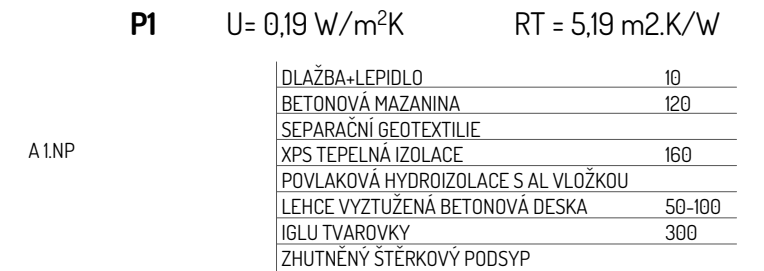 P1 U= 0,19 W/m²K RT = 5,19 m2.K/W
DLAŽBA+LEPIDLO 10
BETONOVÁ MAZANINA 120
SEPARAČNÍ GEOTEXTILIE
A 1.NP XPS TEPELNÁ IZOLACE 160
POVLAKOVÁ HYDROIZOLACE S AL VLOŽKOU
LEHCE VYZTUŽENÁ BETONOVÁ DESKA 50-100
IGLU TVAROVKY 300
ZHUTNĚNÝ ŠTĚRKOVÝ PODSYP